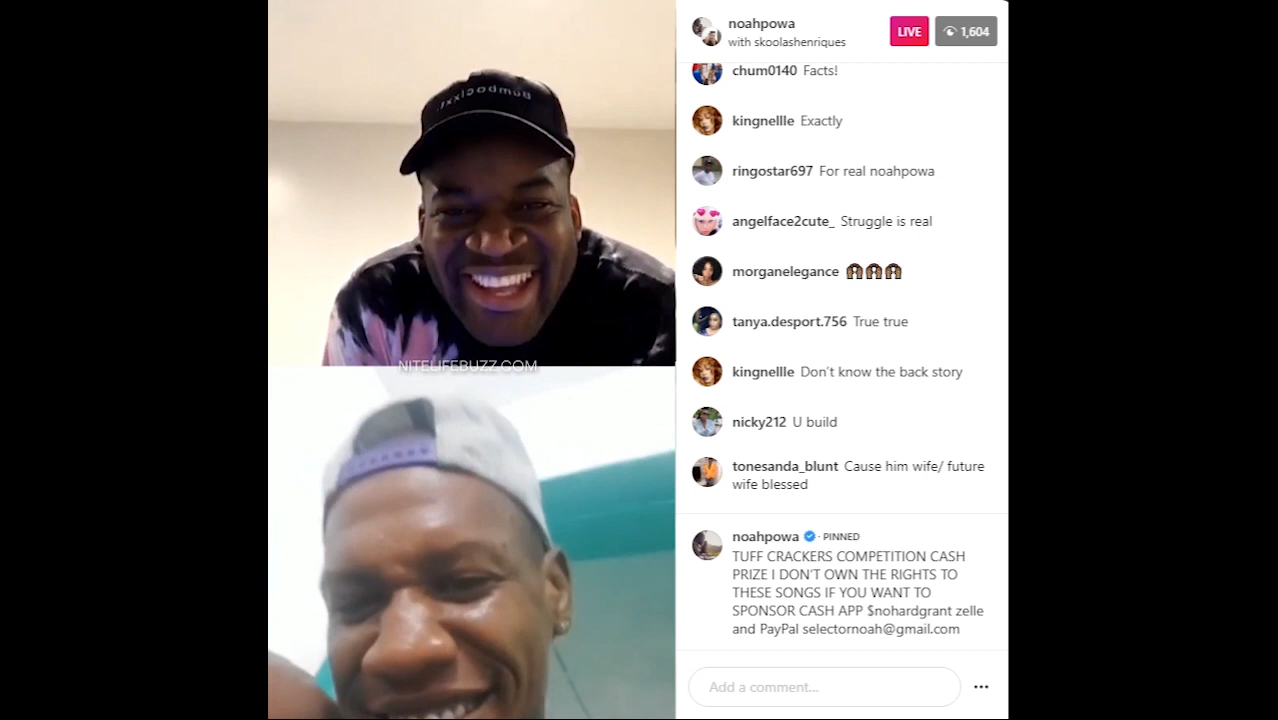 Bumboclxxt.
NITELIFEBUZZ.COM
noahpowa
with skoolashenriques
LIVE
1,604
chum0140 Facts!
kingnellle Exactly
ringostar697 For real noahpowa
angelface2cute_ Struggle is real
morganelegance
tanya.desport.756 True true
kingnellle Don't know the back story
nicky212 U build
tonesanda_blunt Cause him wife/ future
wife blessed
noahpowa · PINNED
TUFF CRACKERS COMPETITION CASH
PRIZE I DON'T OWN THE RIGHTS TO
THESE SONGS IF YOU WANT TO
SPONSOR CASH APP $nohardgrant zelle
and PayPal selectornoah@gmail.com
Add a comment...